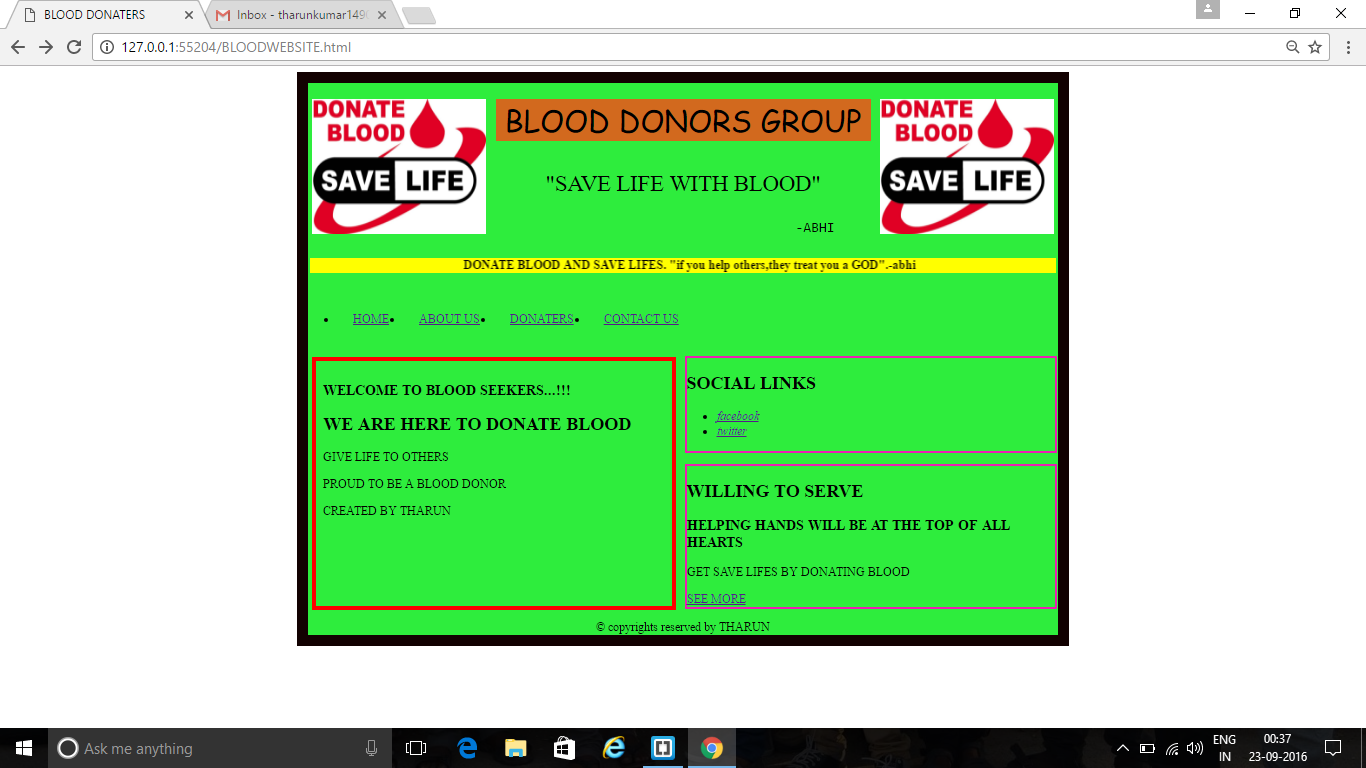 BLOOD DONATERS
Inbox - tharunkumar149
127.0.0.1:55204/BLOODWEBSITE.html
DONATE
BLOOD
SAVE LIFE
BLOOD DONORS GROUP
"SAVE LIFE WITH BLOOD"
-ABHI
DONATE
BLOOD
SAVE LIFE
DONATE BLOOD AND SAVE LIFES. "if you help others,they treat you a GOD".-abhi
HOME
ABOUT US
DONATERS
CONTACT US
WELCOME TO BLOOD SEEKERS...!!!
WE ARE HERE TO DONATE BLOOD
GIVE LIFE TO OTHERS
PROUD TO BE A BLOOD DONOR
CREATED BY THARUN
SOCIAL LINKS
facebook
twitter
WILLING TO SERVE
HELPING HANDS WILL BE AT THE TOP OF ALL
HEARTS
GET SAVE LIFES BY DONATING BLOOD
SEE MORE
© copyrights reserved by THARUN
Ask me anything
ENG
IN
00:37
23-09-2016